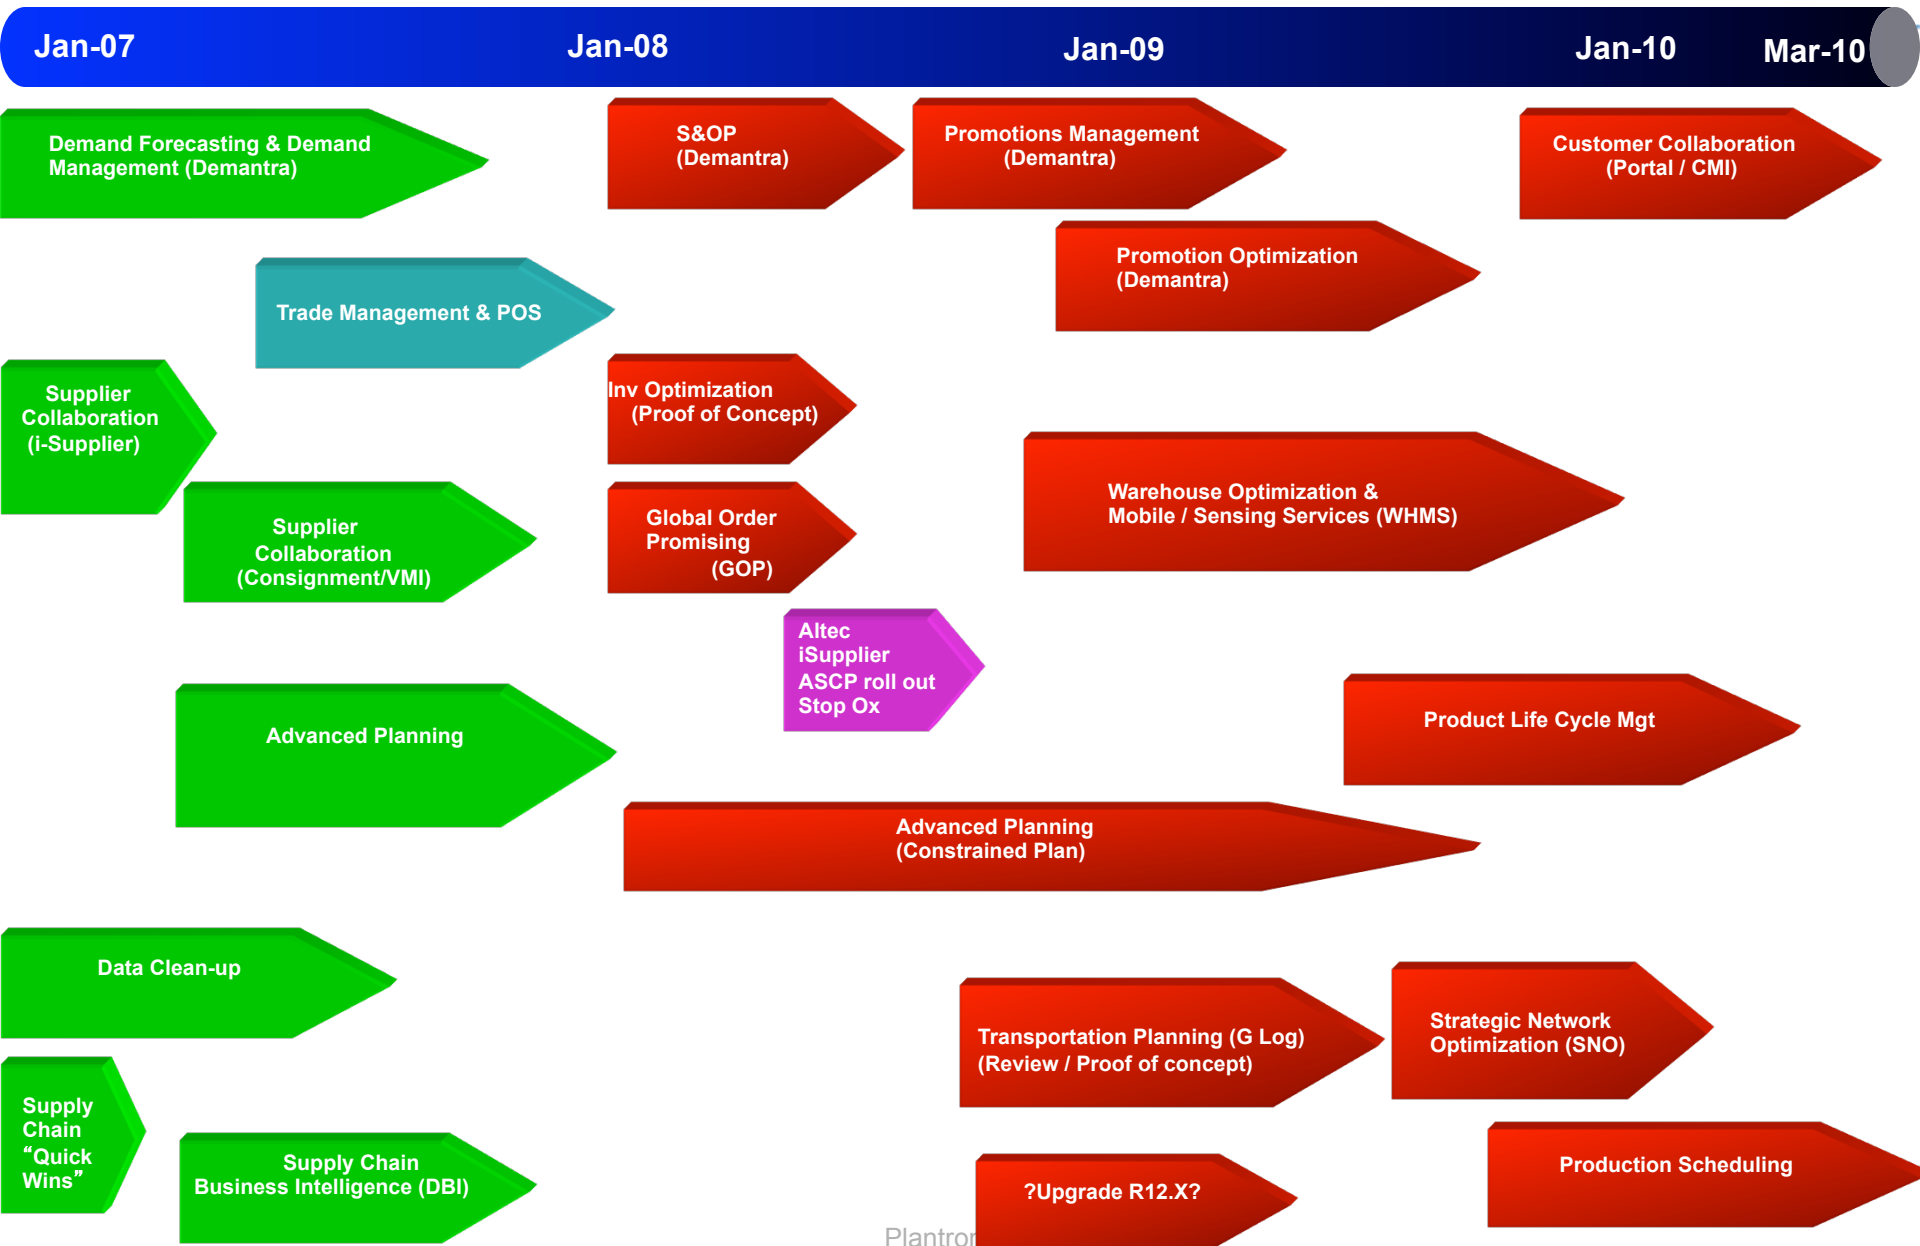 Jan-07
Jan-08
Jan-09
Jan-10
Mar-10
Demand Forecasting & Demand
Management (Demantra)
S&OP
(Demantra)
Promotions Management
(Demantra)
Customer Collaboration
(Portal / CMI)
Promotion Optimization
(Demantra)
Trade Management & POS
Supplier
Collaboration
(i-Supplier)
Inv Optimization
(Proof of Concept)
Warehouse Optimization &
Mobile / Sensing Services (WHMS)
Supplier
Collaboration
(Consignment/VMI)
Global Order
Promising
(GOP)
Altec
iSupplier
ASCP roll out
Stop Ox
Advanced Planning
Product Life Cycle Mgt
Advanced Planning
(Constrained Plan)
Data Clean-up
Transportation Planning (G Log)
(Review / Proof of concept)
Strategic Network
Optimization (SNO)
Supply
Chain
“Quick
Wins”
Supply Chain
Business Intelligence (DBI)
?Upgrade R12.X?
Production Scheduling